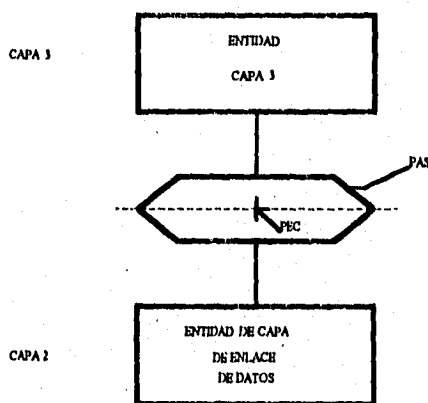 CAPA 3
ENTIDAD
CAPA 3
PAS
PEC
CAPA 2
ENTIDAD DE CAPA
DE ENLACE
DE DATOS